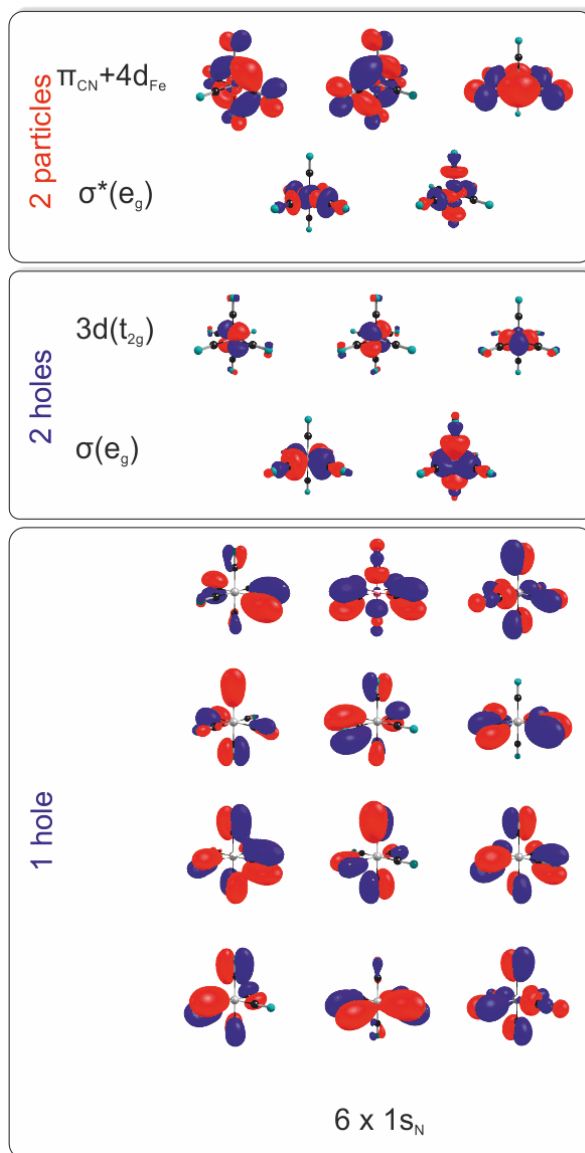 2 particles
π_CN+4d_Fe
σ*(e_g)
2 holes
3d(t_2g)
σ(e_g)
1 hole
6 x 1s_N